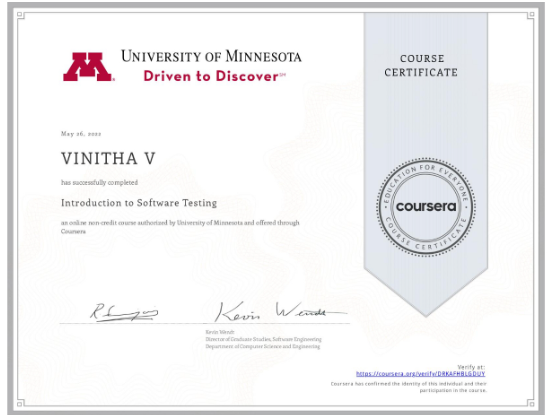 UNIVERSITY OF MINNESOTA
Driven to Discover℠
COURSE
CERTIFICATE
May 26, 2022
VINITHA V
has successfully completed
Introduction to Software Testing
an online non-credit course authorized by University of Minnesota and offered through
Coursera
EDUCATION FOR EVERYONE
coursera
COURSE CERTIFICATE
Kevin Wendt
Kevin Wendt
Director of Graduate Studies, Software Engineering
Department of Computer Science and Engineering
Verify at:
https://coursera.org/verify/DRKAFHBLGDUY
Coursera has confirmed the identity of this individual and their
participation in the course.